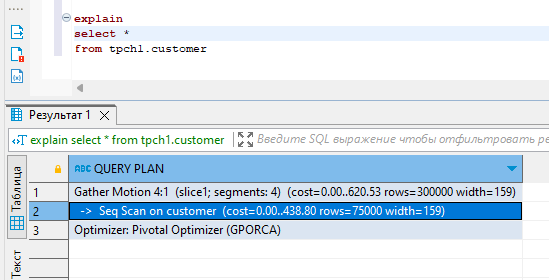 explain
select *
from tpch1.customer
Результат 1
explain select * from tpch1.customer
Введите SQL выражение чтобы отфильтровать ре
Таблица
ABC QUERY PLAN
1 Gather Motion 4:1 (slice1; segments: 4) (cost=0.00..620.53 rows=300000 width=159)
2 -> Seq Scan on customer (cost=0.00..438.80 rows=75000 width=159)
3 Optimizer: Pivotal Optimizer (GPORCA)
Текст